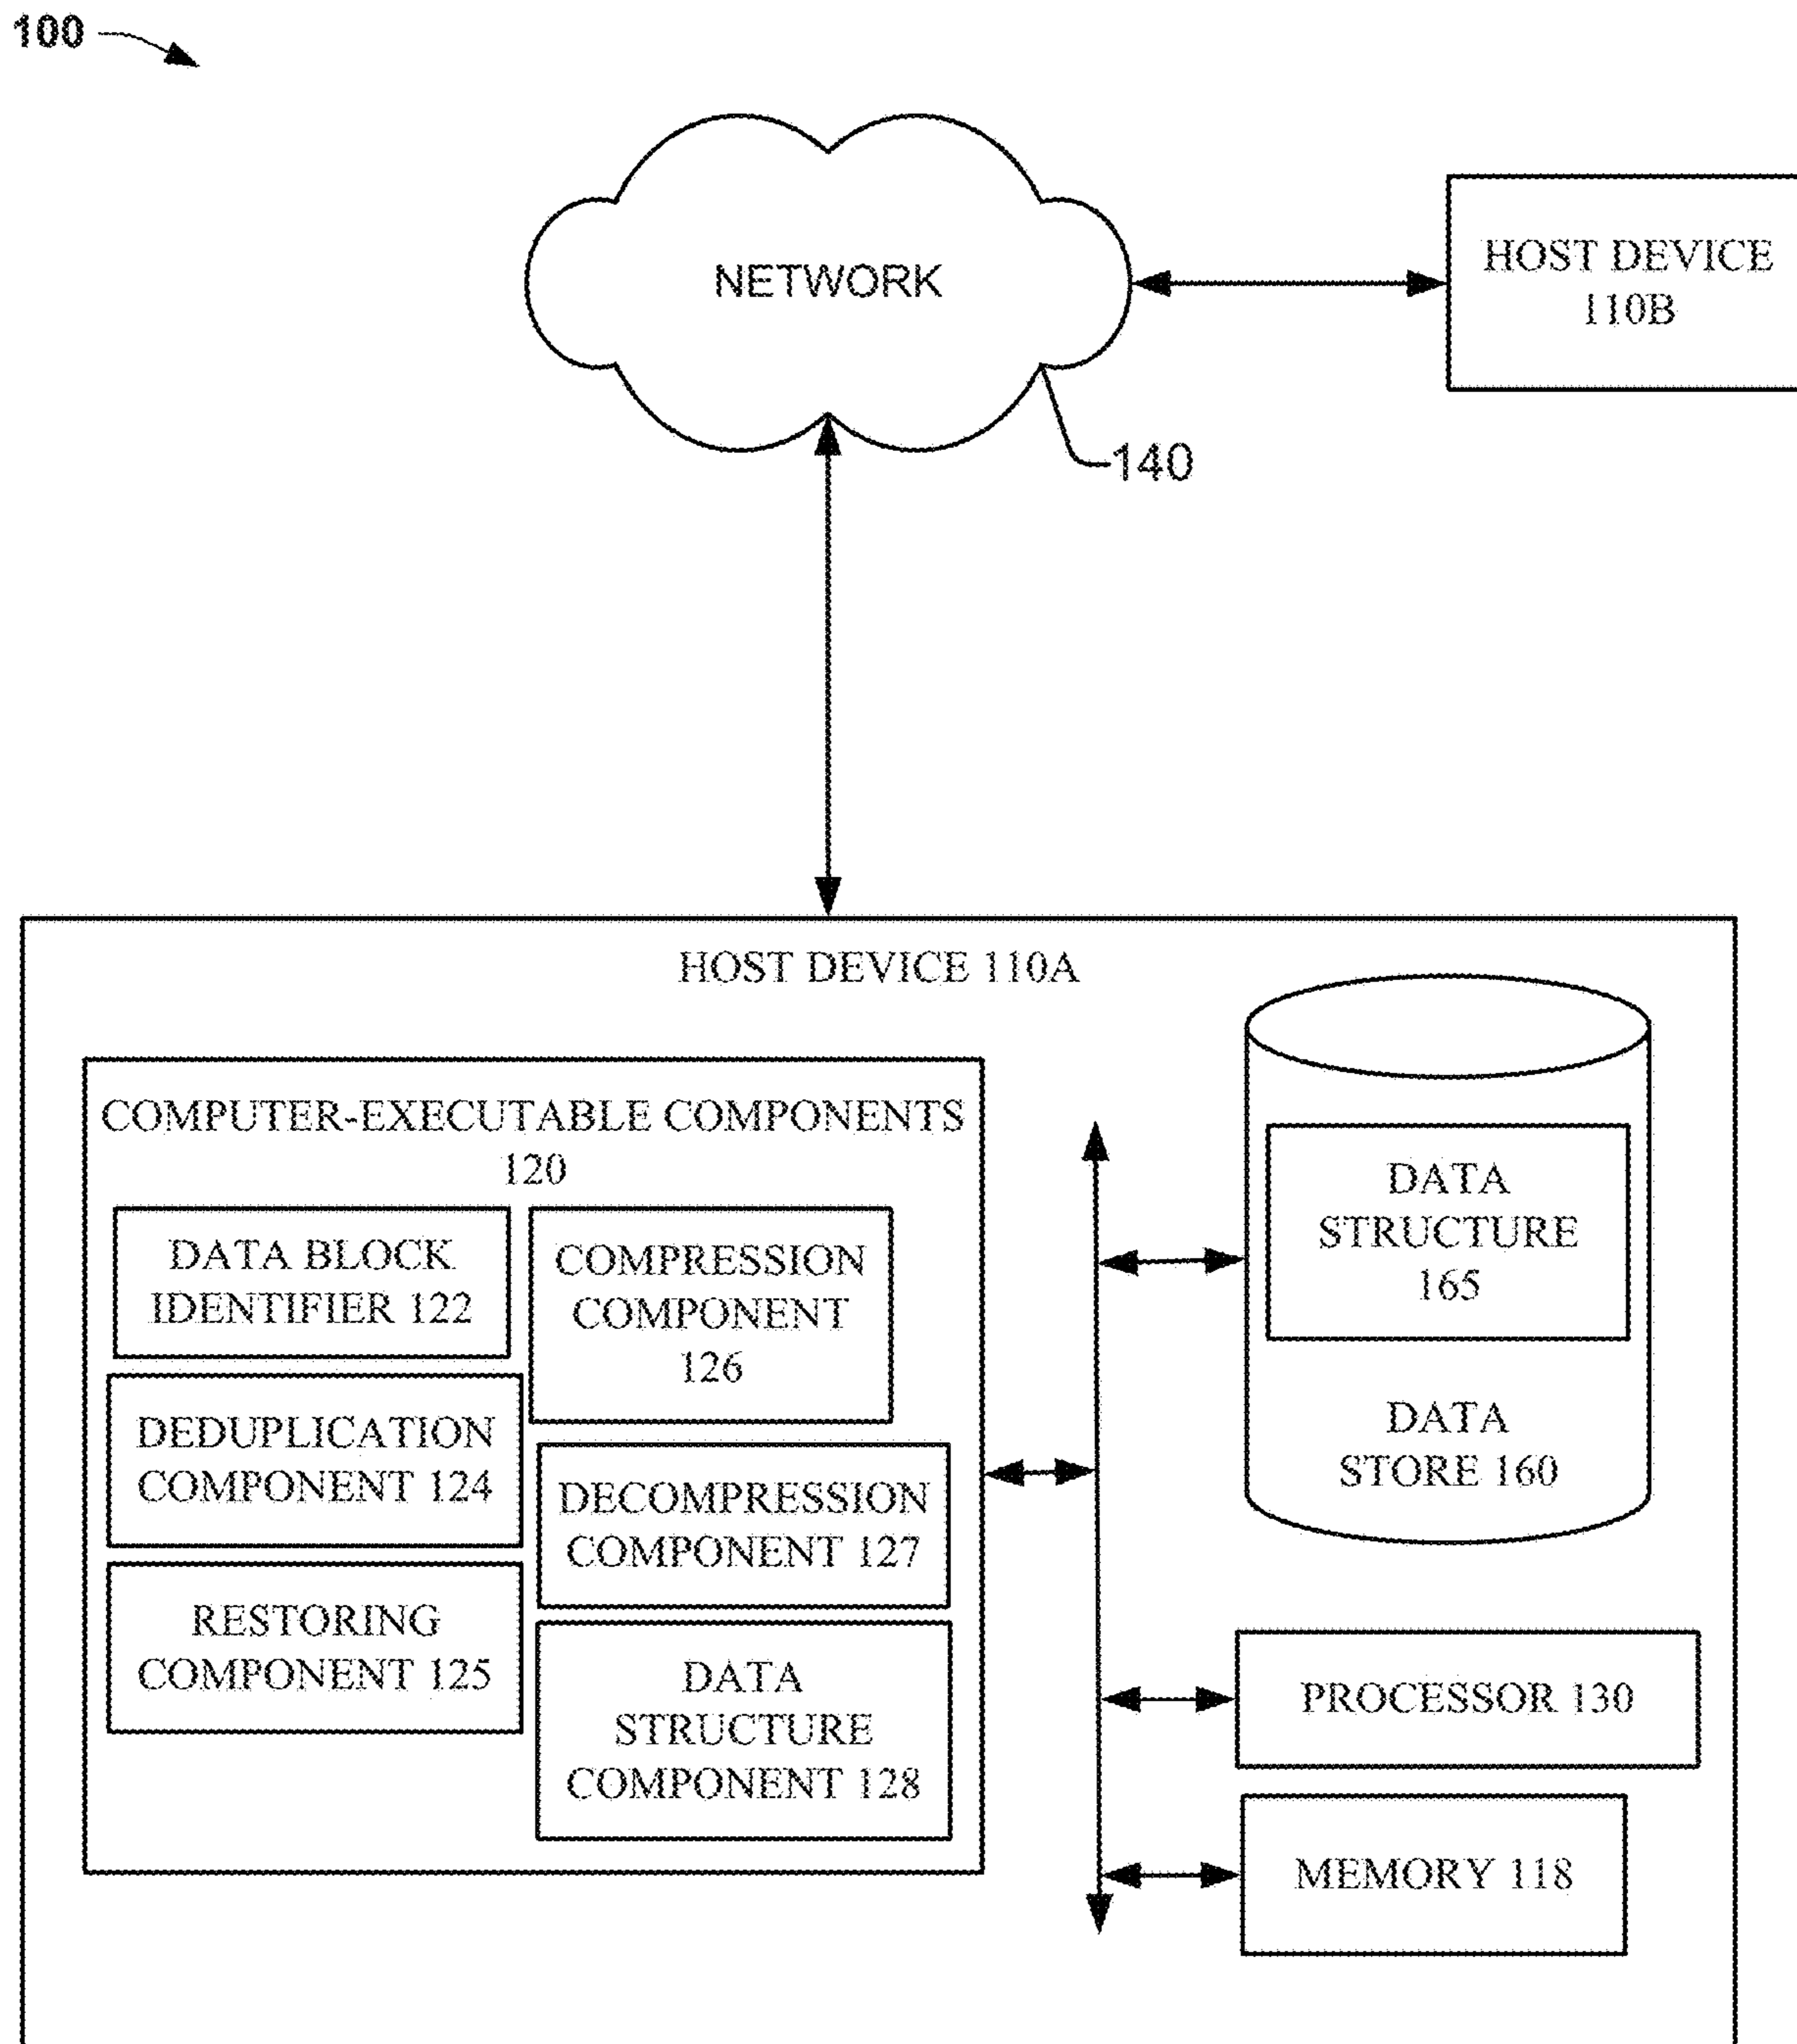 100
NETWORK
HOST DEVICE
110B
140
HOST DEVICE 110A
COMPUTER-EXECUTABLE COMPONENTS
120
DATA BLOCK
IDENTIFIER 122
COMPRESSION
COMPONENT
126
DEDUPLICATION
COMPONENT 124
DECOMPRESSION
COMPONENT 127
RESTORING
COMPONENT 125
DATA
STRUCTURE
COMPONENT 128
DATA
STRUCTURE
165
DATA
STORE 160
PROCESSOR 130
MEMORY 118